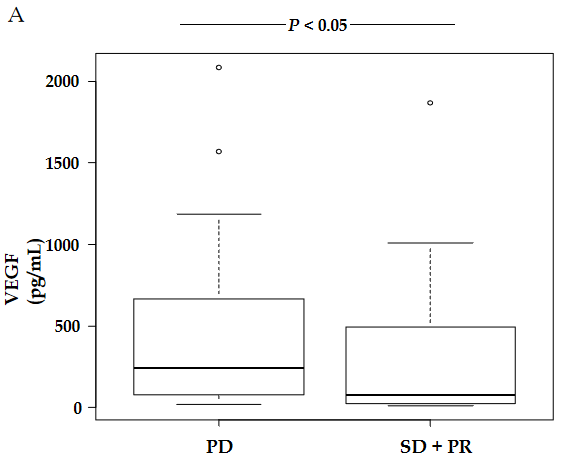 A
P < 0.05
2000
1500
1000
500
0
VEGF
(pg/mL)
PD
SD + PR